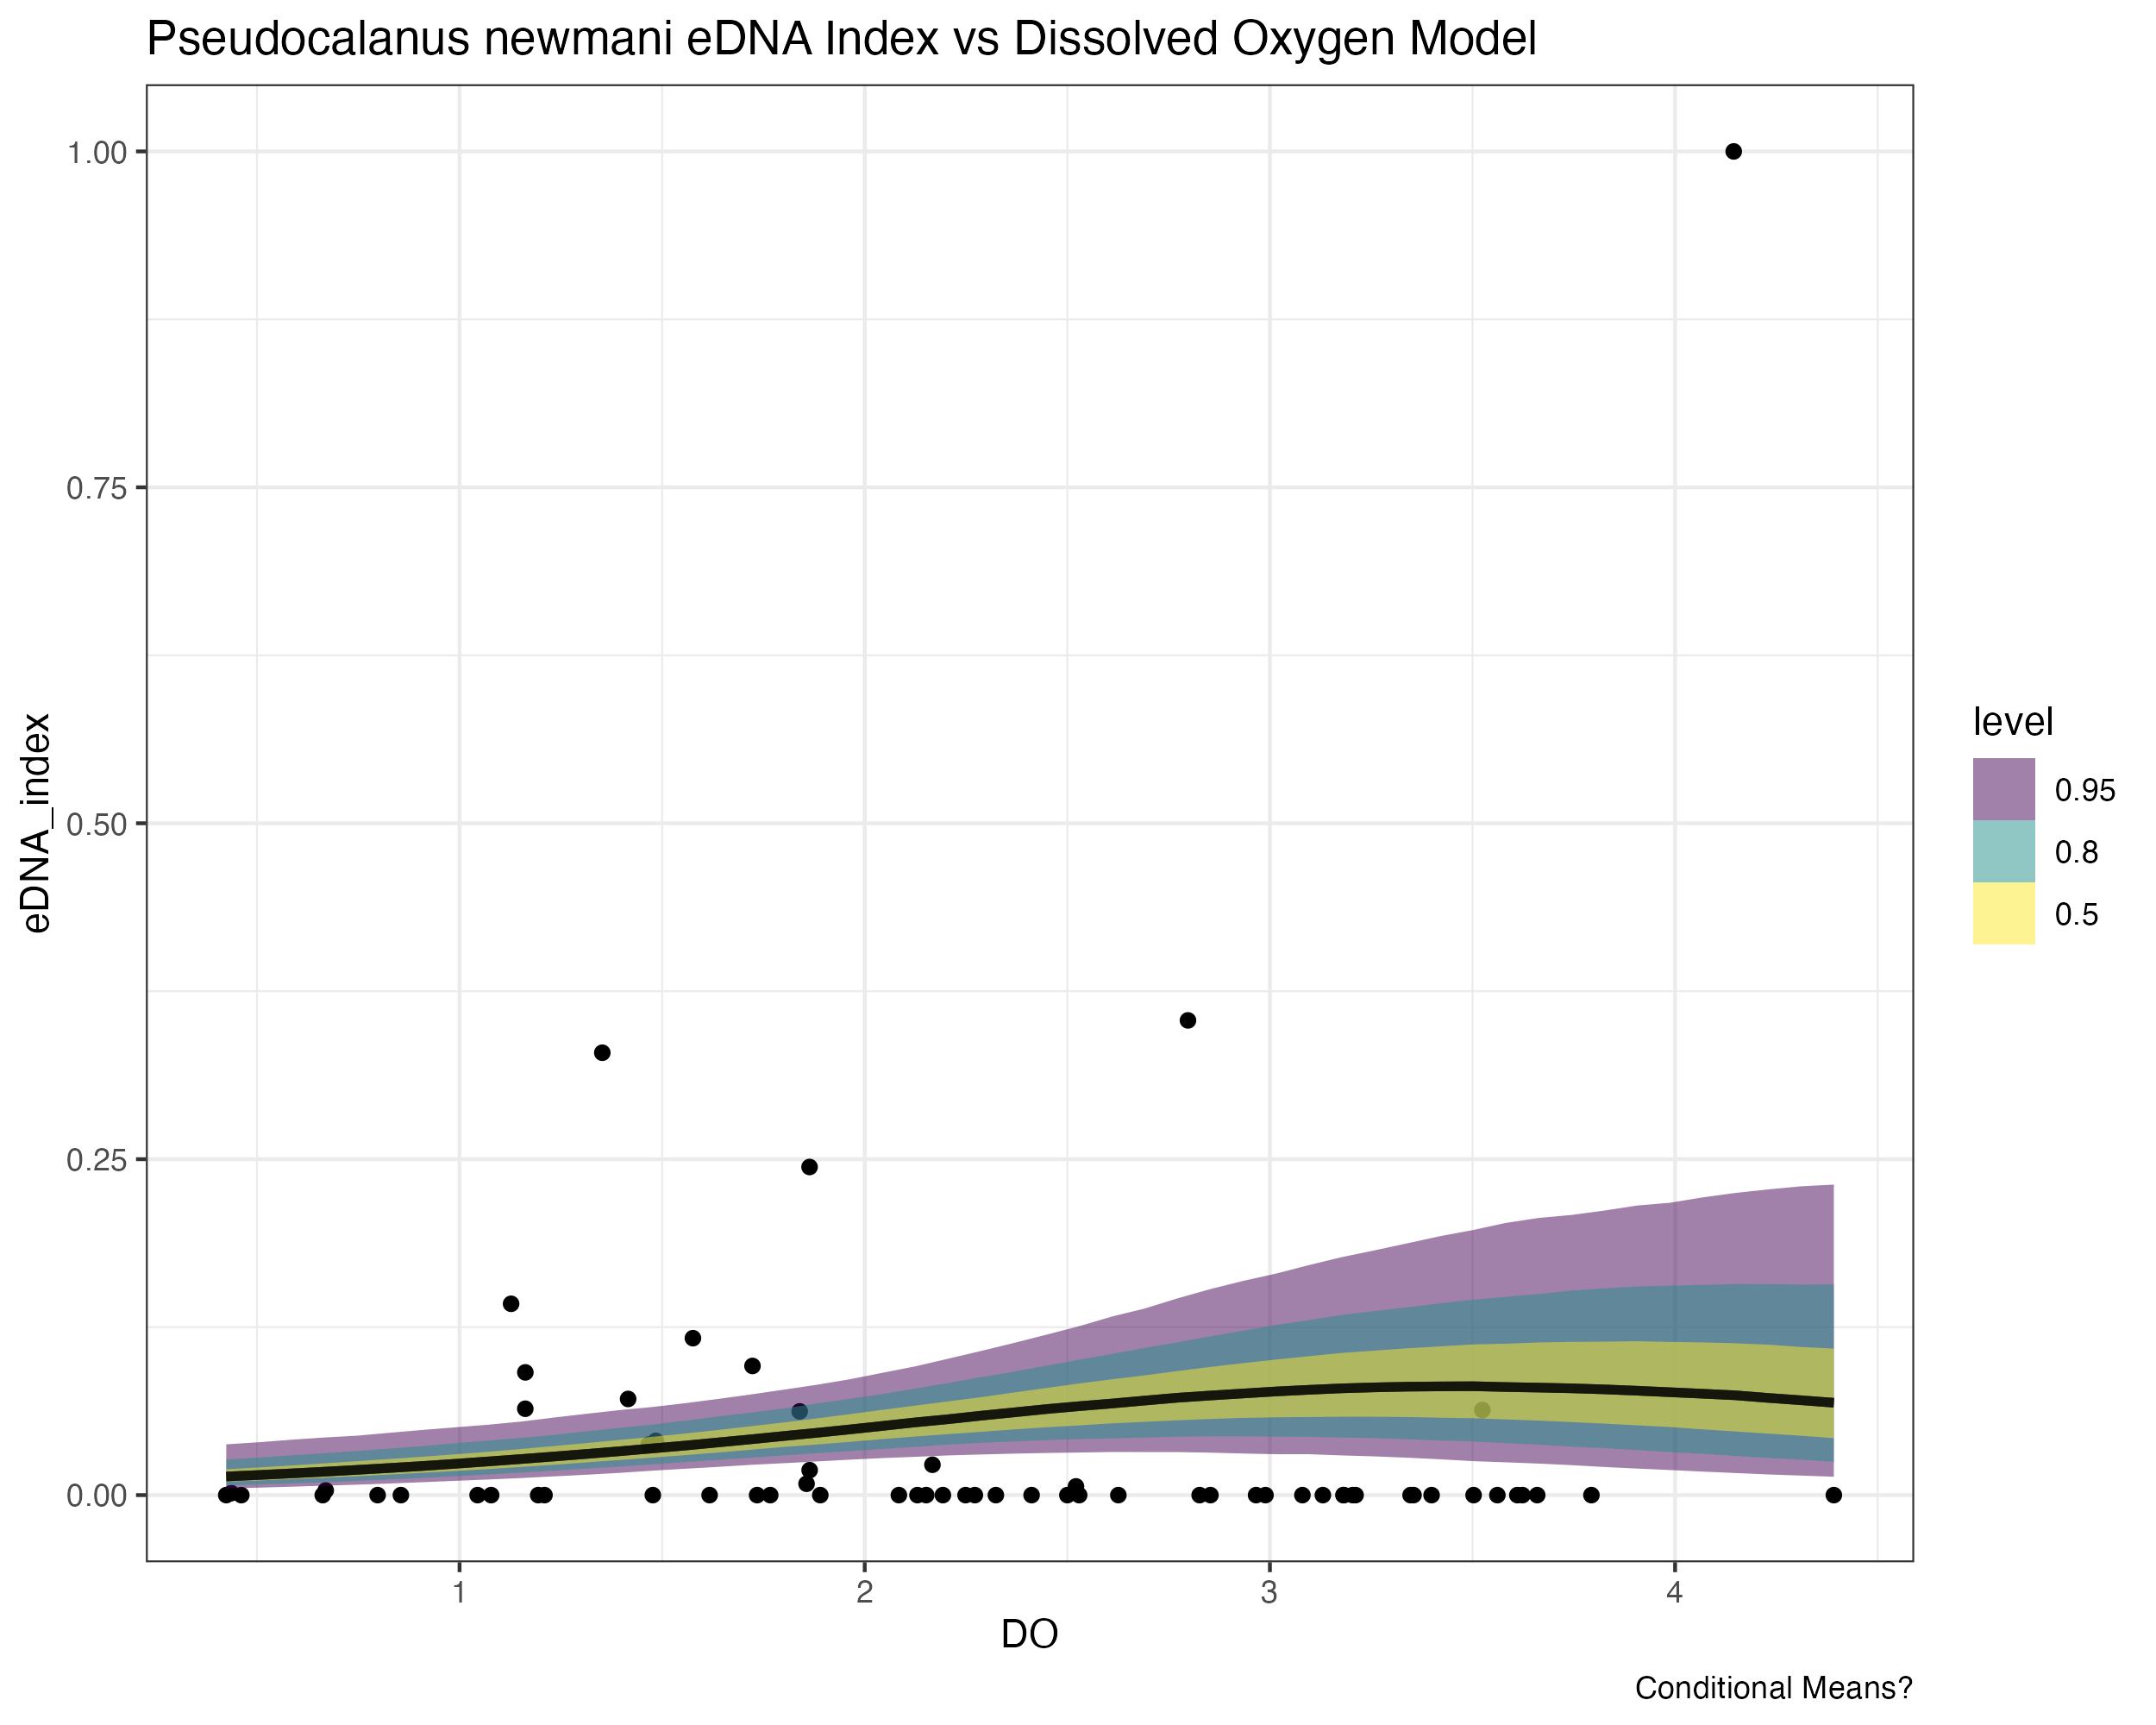 Pseudocalanus newmani eDNA Index vs Dissolved Oxygen Model
1.00
0.75
0.50
0.25
0.00
eDNA_index
1
2
3
4
DO
level
0.95
0.8
0.5
Conditional Means?